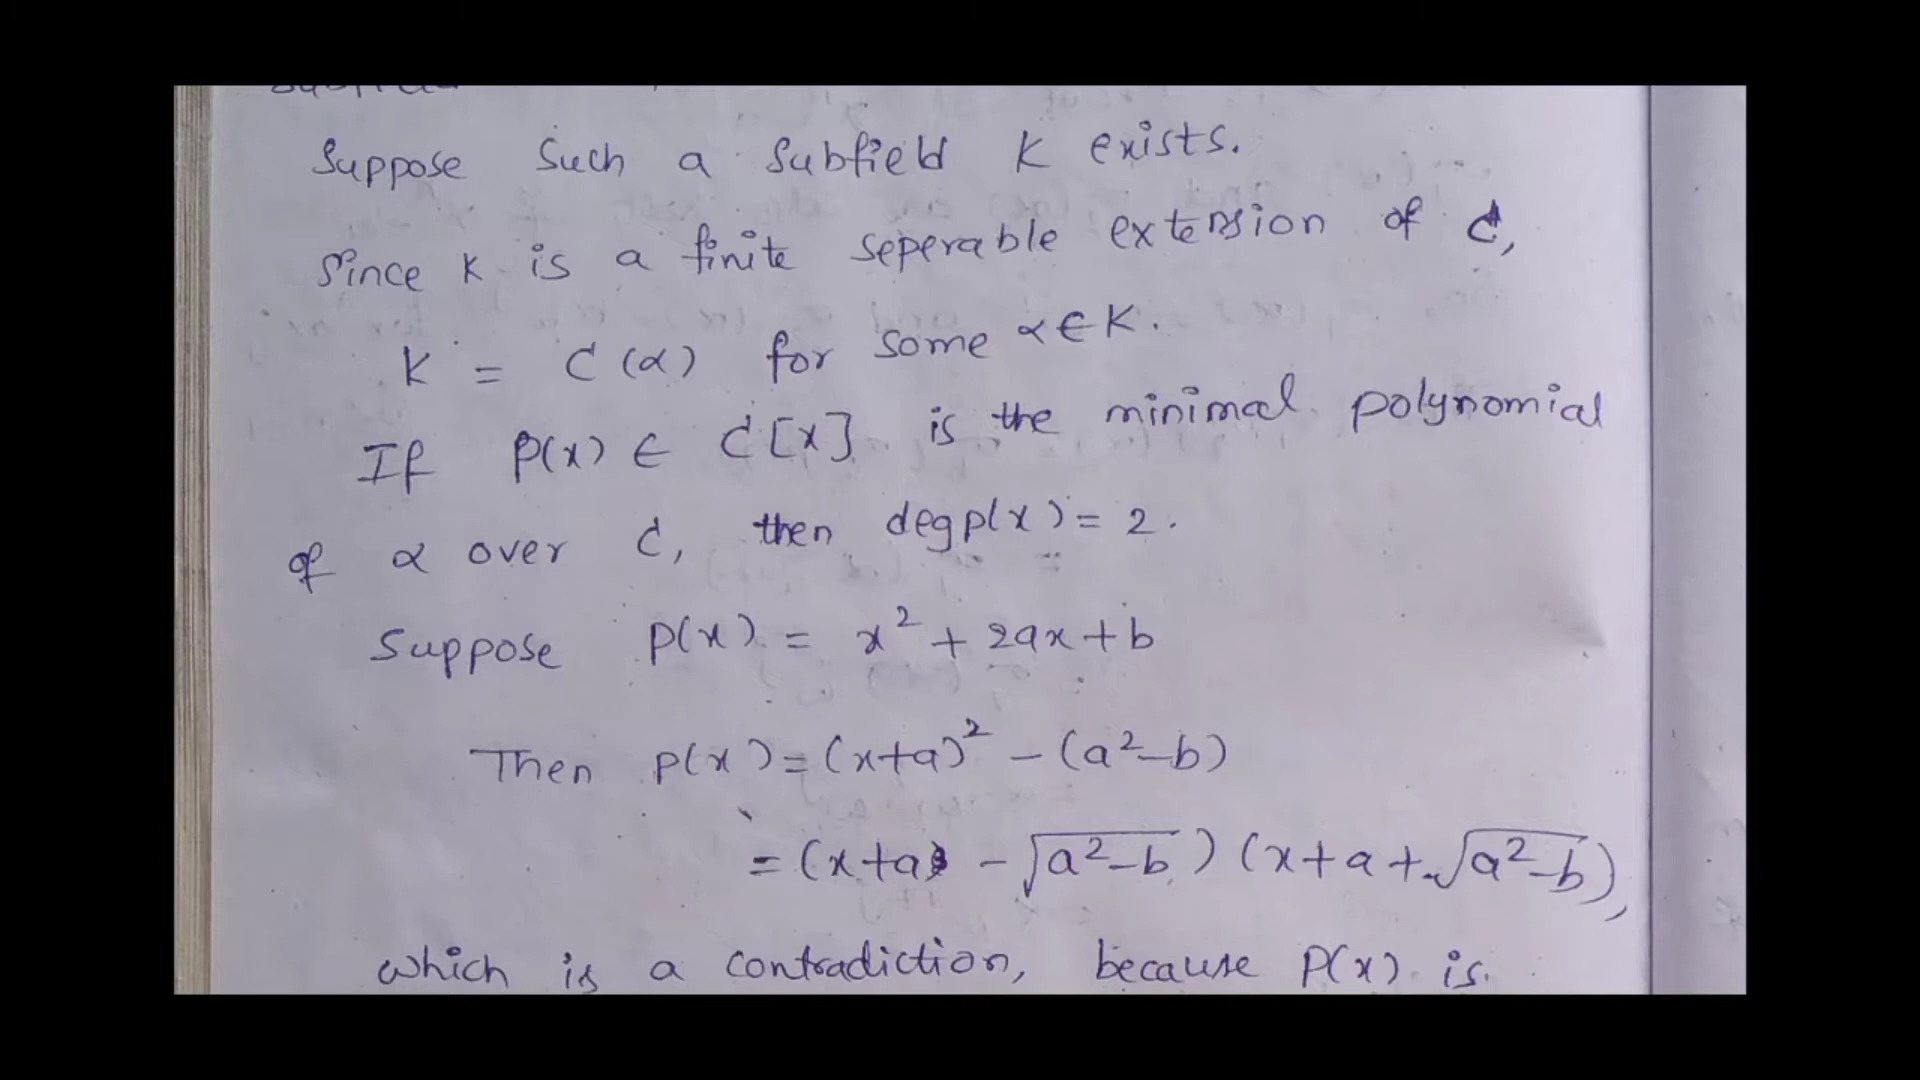 Suppose Such a Subfield K exists.
Since K is a finite seperable extension of ℂ,
K = ℂ(α) for some α∈K.
If P(x) ∈ ℂ[x] is the minimal polynomial
of α over ℂ, then deg p(x) = 2.
Suppose p(x) = x² + 2ax + b
Then p(x) = (x+a)² - (a²-b)
= (x+a - √a²-b) (x+a+√a²-b),
which is a contradiction, because P(x) is